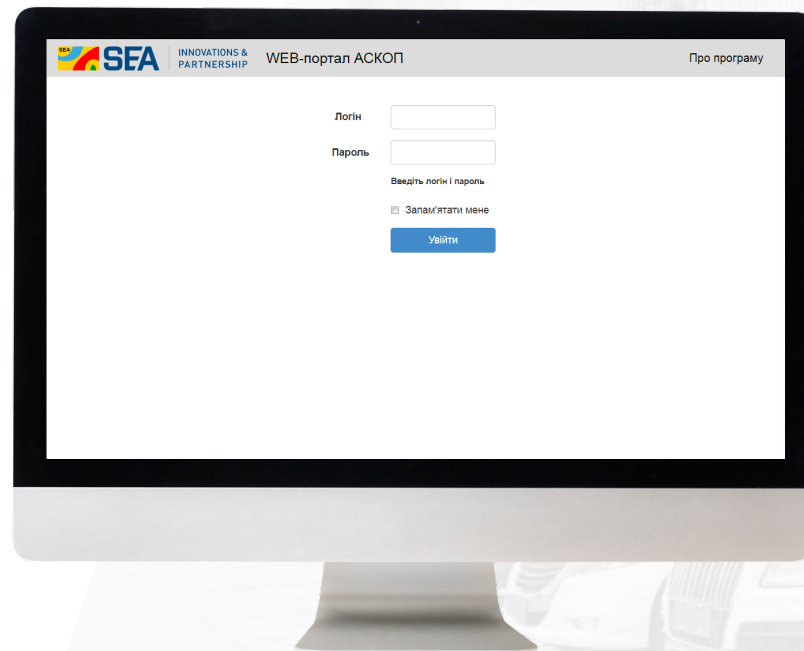 SEA
SEA
INNOVATIONS &
PARTNERSHIP
WEB-портал АСКОП
Про програму
Логін
Пароль
Введіть логін і пароль
Запам'ятати мене
Увійти